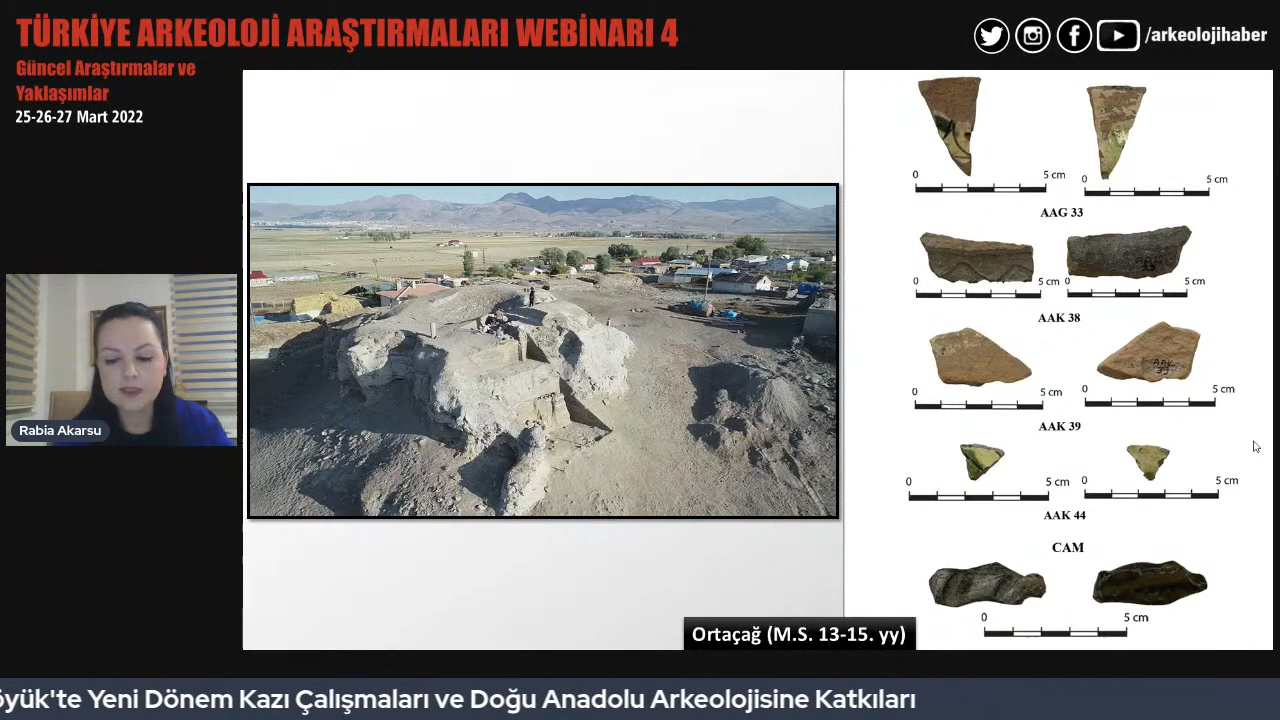 TÜRKİYE ARKEOLOJİ ARAŞTIRMALARI WEBİNARI 4
/arkeolojihaber
Güncel Araştırmalar ve
Yaklaşımlar
25-26-27 Mart 2022
0 5 cm 0 5 cm
AAG 33
0 5 cm 0 5 cm
AAK 38
0 5 cm 0 5 cm
AAK 39
0 5 cm 0 5 cm
AAK 44
CAM
0 5 cm
Rabia Akarsu
Ortaçağ (M.S. 13-15. yy)
öyük'te Yeni Dönem Kazı Çalışmaları ve Doğu Anadolu Arkeolojisine Katkıları